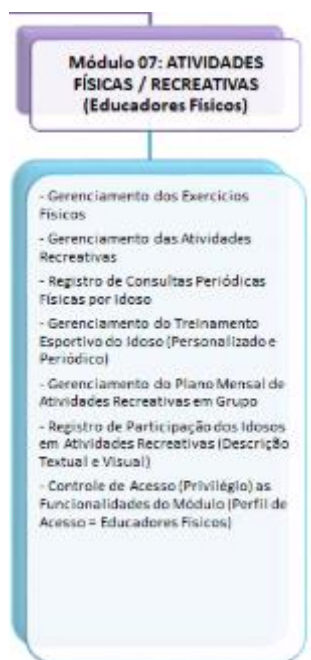 Módulo 07: ATIVIDADES
FÍSICAS / RECREATIVAS
(Educadores Físicos)
- Gerenciamento dos Exercícios
Físicos
- Gerenciamento das Atividades
Recreativas
- Registro de Consultas Periódicas
Físicas por Idoso
- Gerenciamento do Treinamento
Esportivo do Idoso (Personalizado e
Periódico)
- Gerenciamento do Plano Mensal de
Atividades Recreativas em Grupo
- Registro de Participação dos Idosos
em Atividades Recreativas (Descrição
Textual e Visual)
- Controle de Acesso (Privilégio) as
Funcionalidades do Módulo (Perfil de
Acesso = Educadores Físicos)